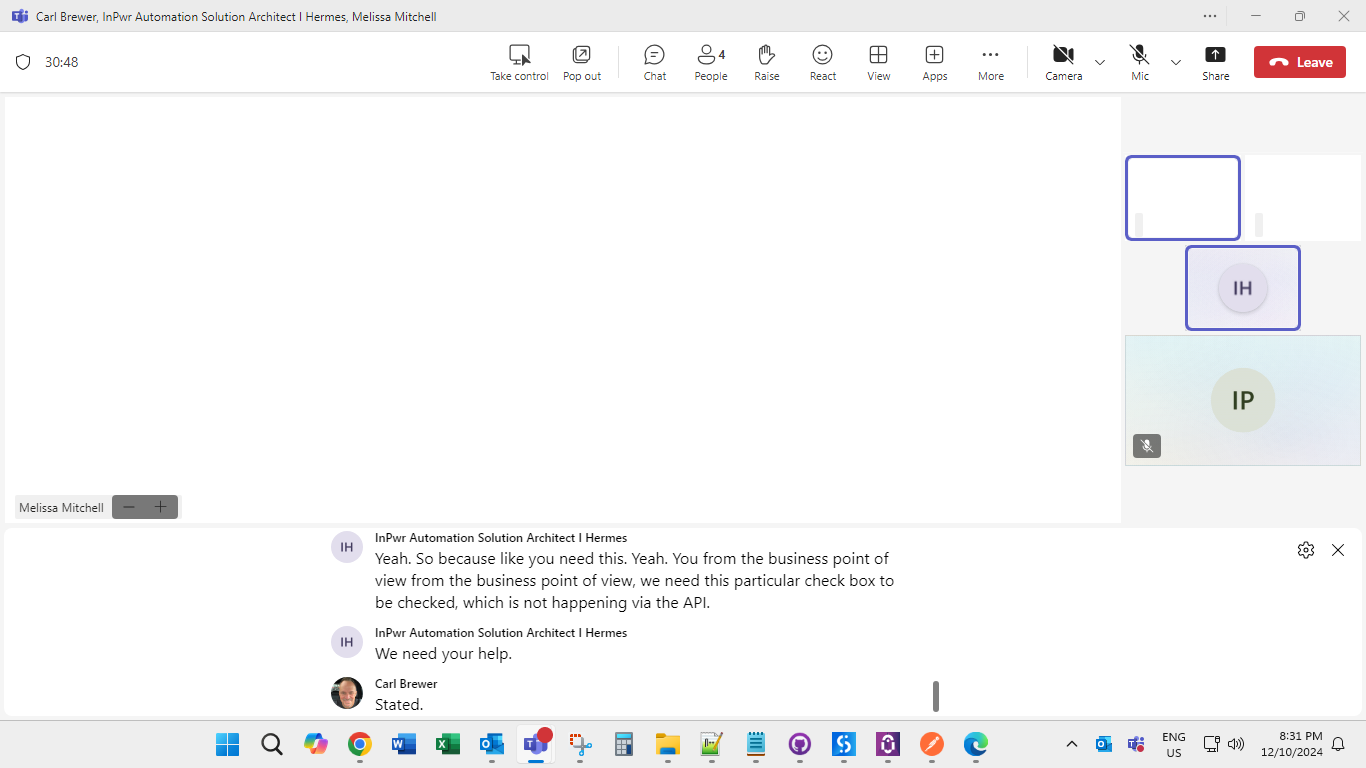 Carl Brewer, InPwr Automation Solution Architect I Hermes, Melissa Mitchell
30:48
Take control
Pop out
Chat
4
People
Raise
React
View
Apps
More
Camera
Mic
Share
Leave
IH
IP
Melissa Mitchell
IH
InPwr Automation Solution Architect I Hermes
Yeah. So because like you need this. Yeah. You from the business point of
view from the business point of view, we need this particular check box to
be checked, which is not happening via the API.
IH
InPwr Automation Solution Architect I Hermes
We need your help.
Carl Brewer
Stated.
ENG
US
8:31 PM
12/10/2024